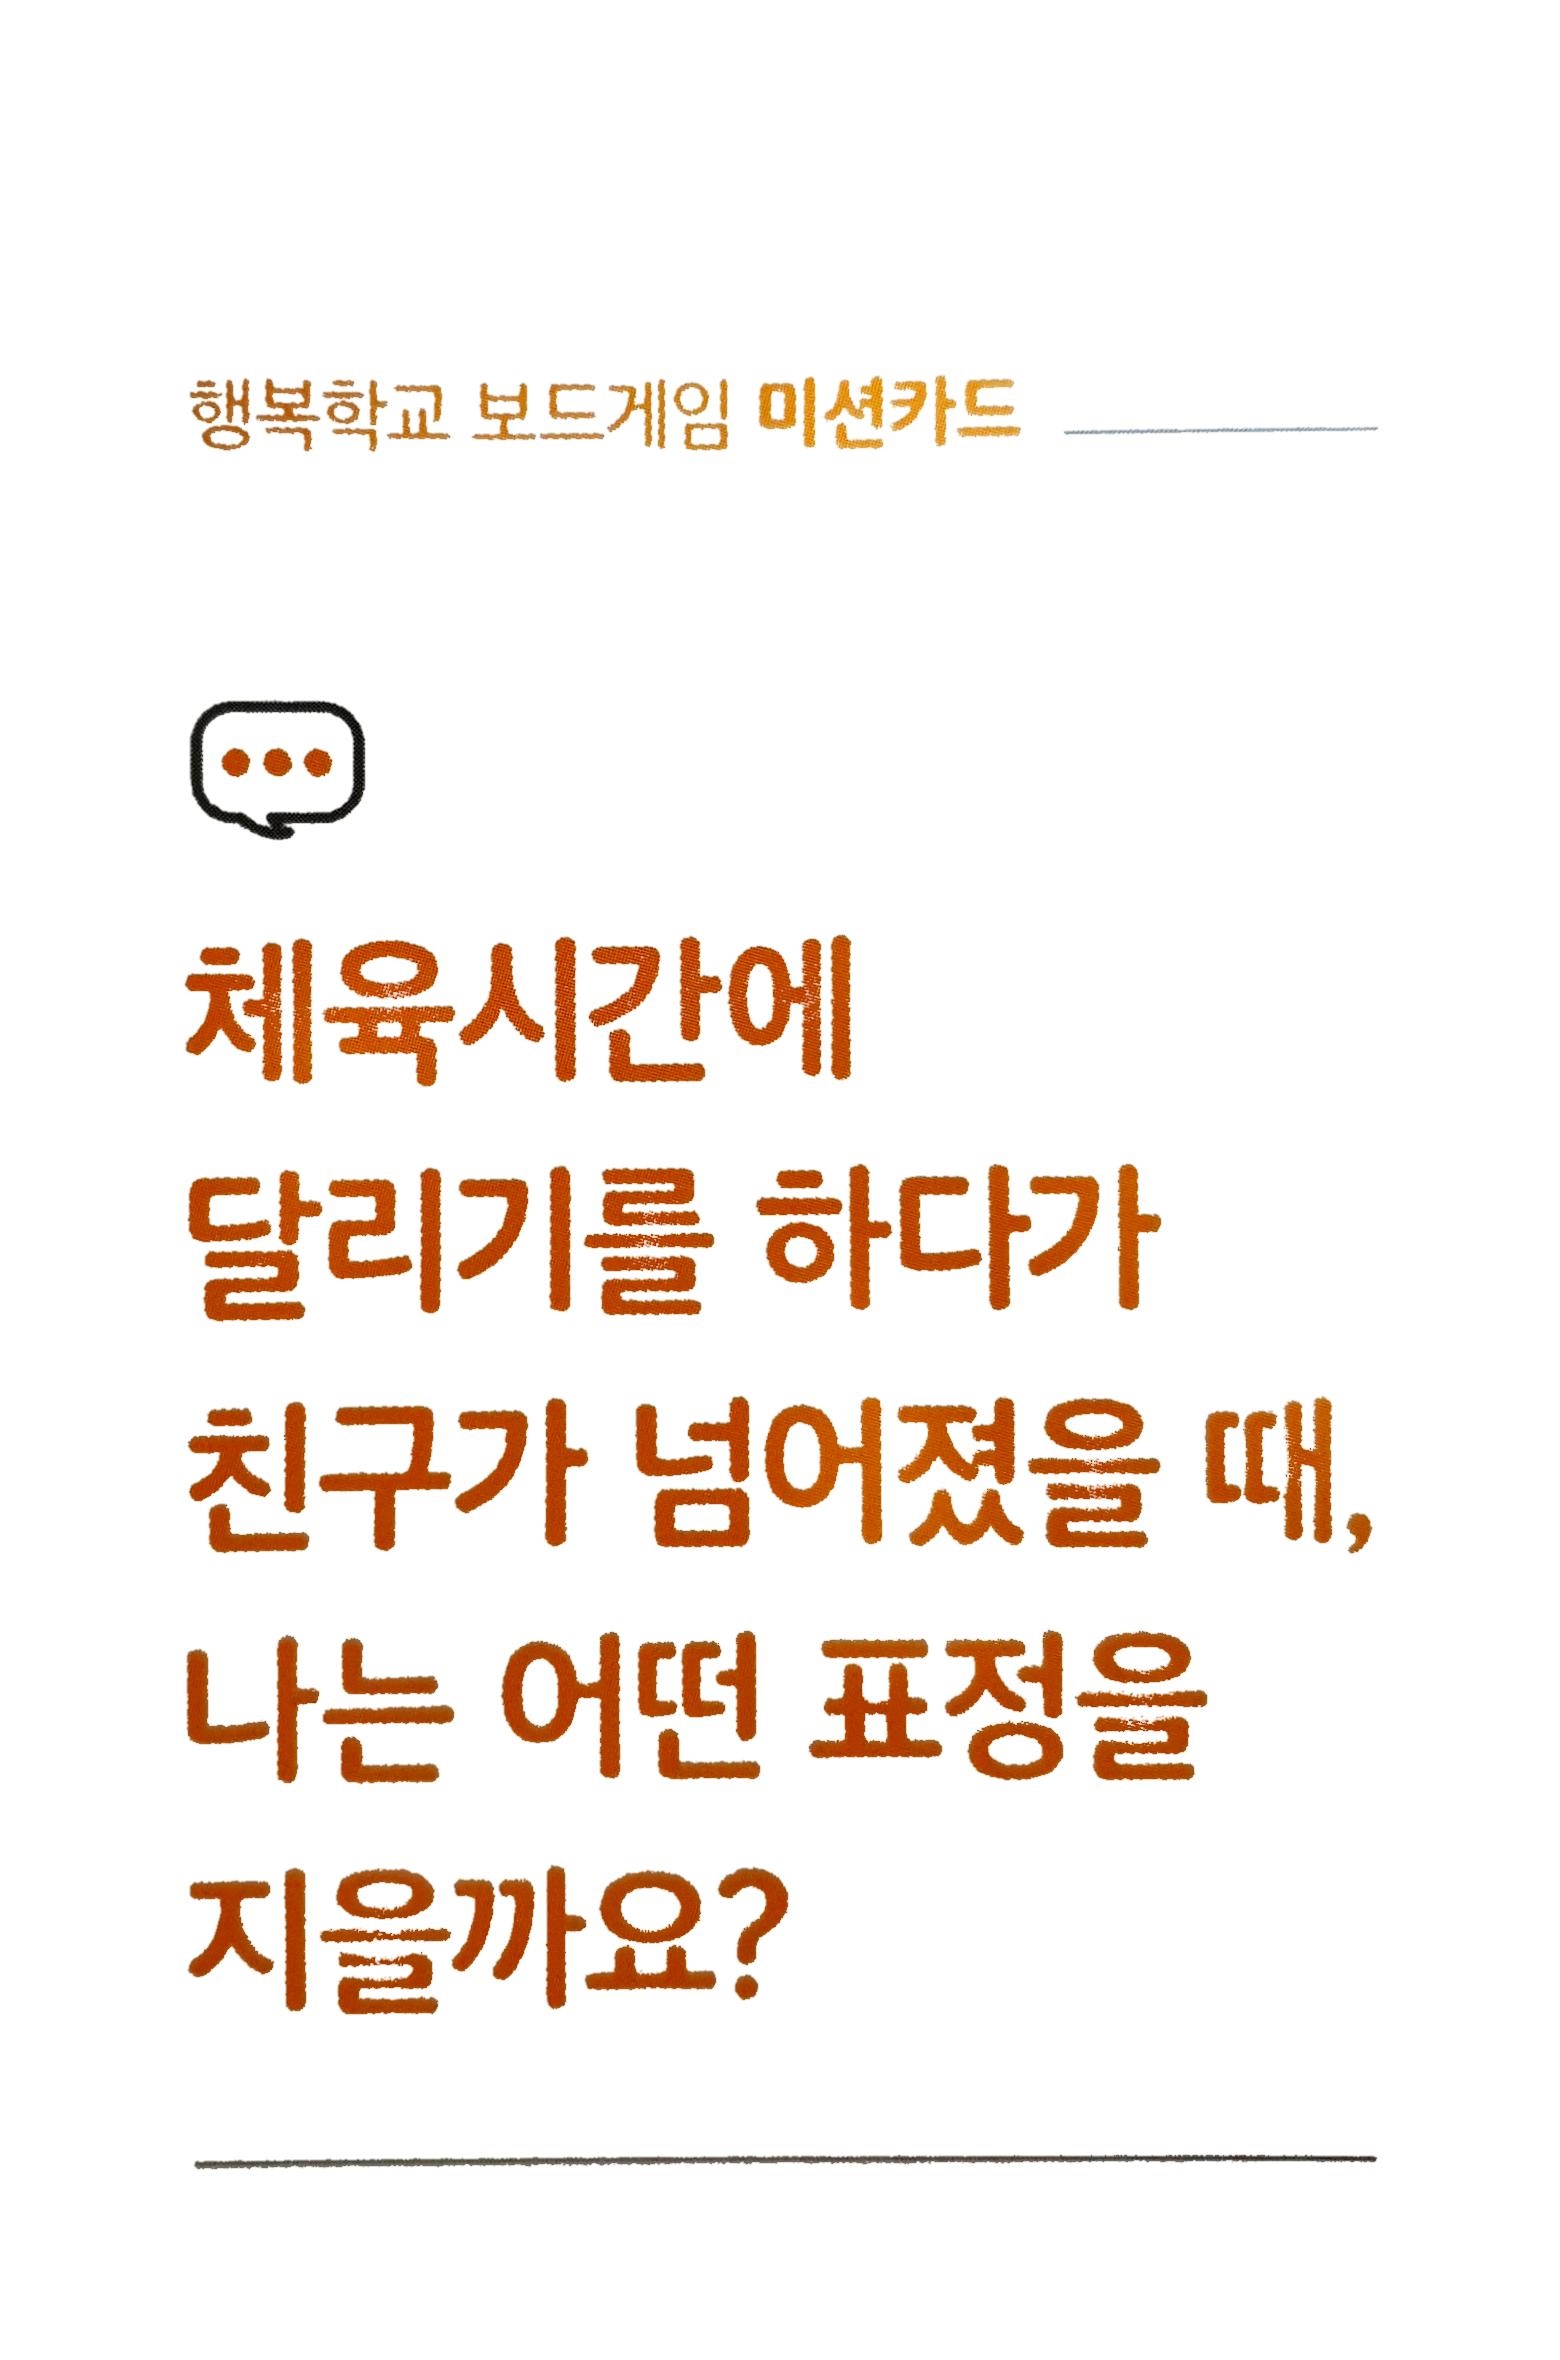 행복학교 보드게임 미션카드
체육시간에
달리기를 하다가
친구가 넘어졌을 때,
나는 어떤 표정을
지을까요?